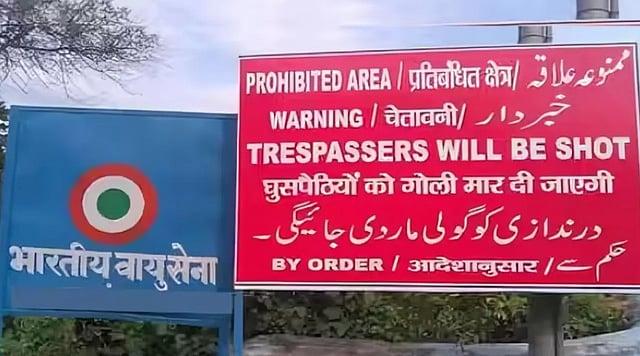 भारतीय वायु सेना
PROHIBITED AREA / प्रतिबंधित क्षेत्र / ممنوعہ علاقہ
WARNING / चेतावनी / خبردار
TRESPASSERS WILL BE SHOT
घुसपैठियों को गोली मार दी जाएगी
درندازی کو گولی ماردی جائیگی۔
BY ORDER / आदेशानुसार / حکم سے